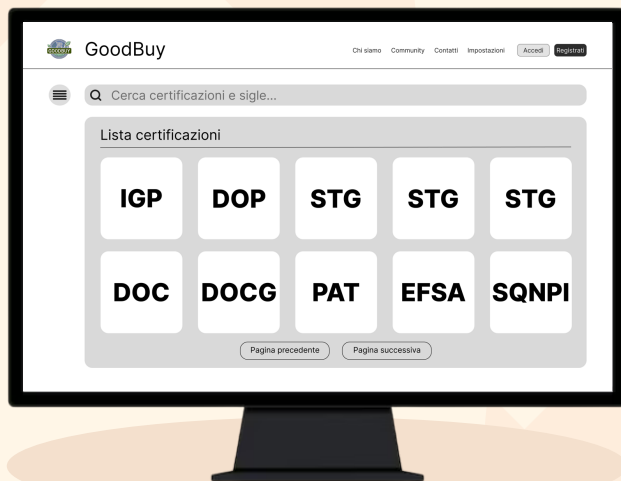 GOODBUY
GoodBuy
Chi siamo Community Contatti Impostazioni Accedi Registrati
Cerca certificazioni e sigle...
Lista certificazioni
IGP DOP STG STG STG
DOC DOCG PAT EFSA SQNPI
Pagina precedente Pagina successiva